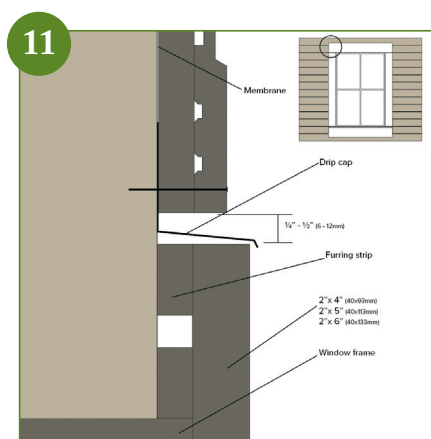 11
Membrane
Drip cap
¼" - ½" (6 - 12mm)
Furring strip
2"x 4" (40x93mm)
2"x 5" (40x113mm)
2"x 6" (40x133mm)
Window frame